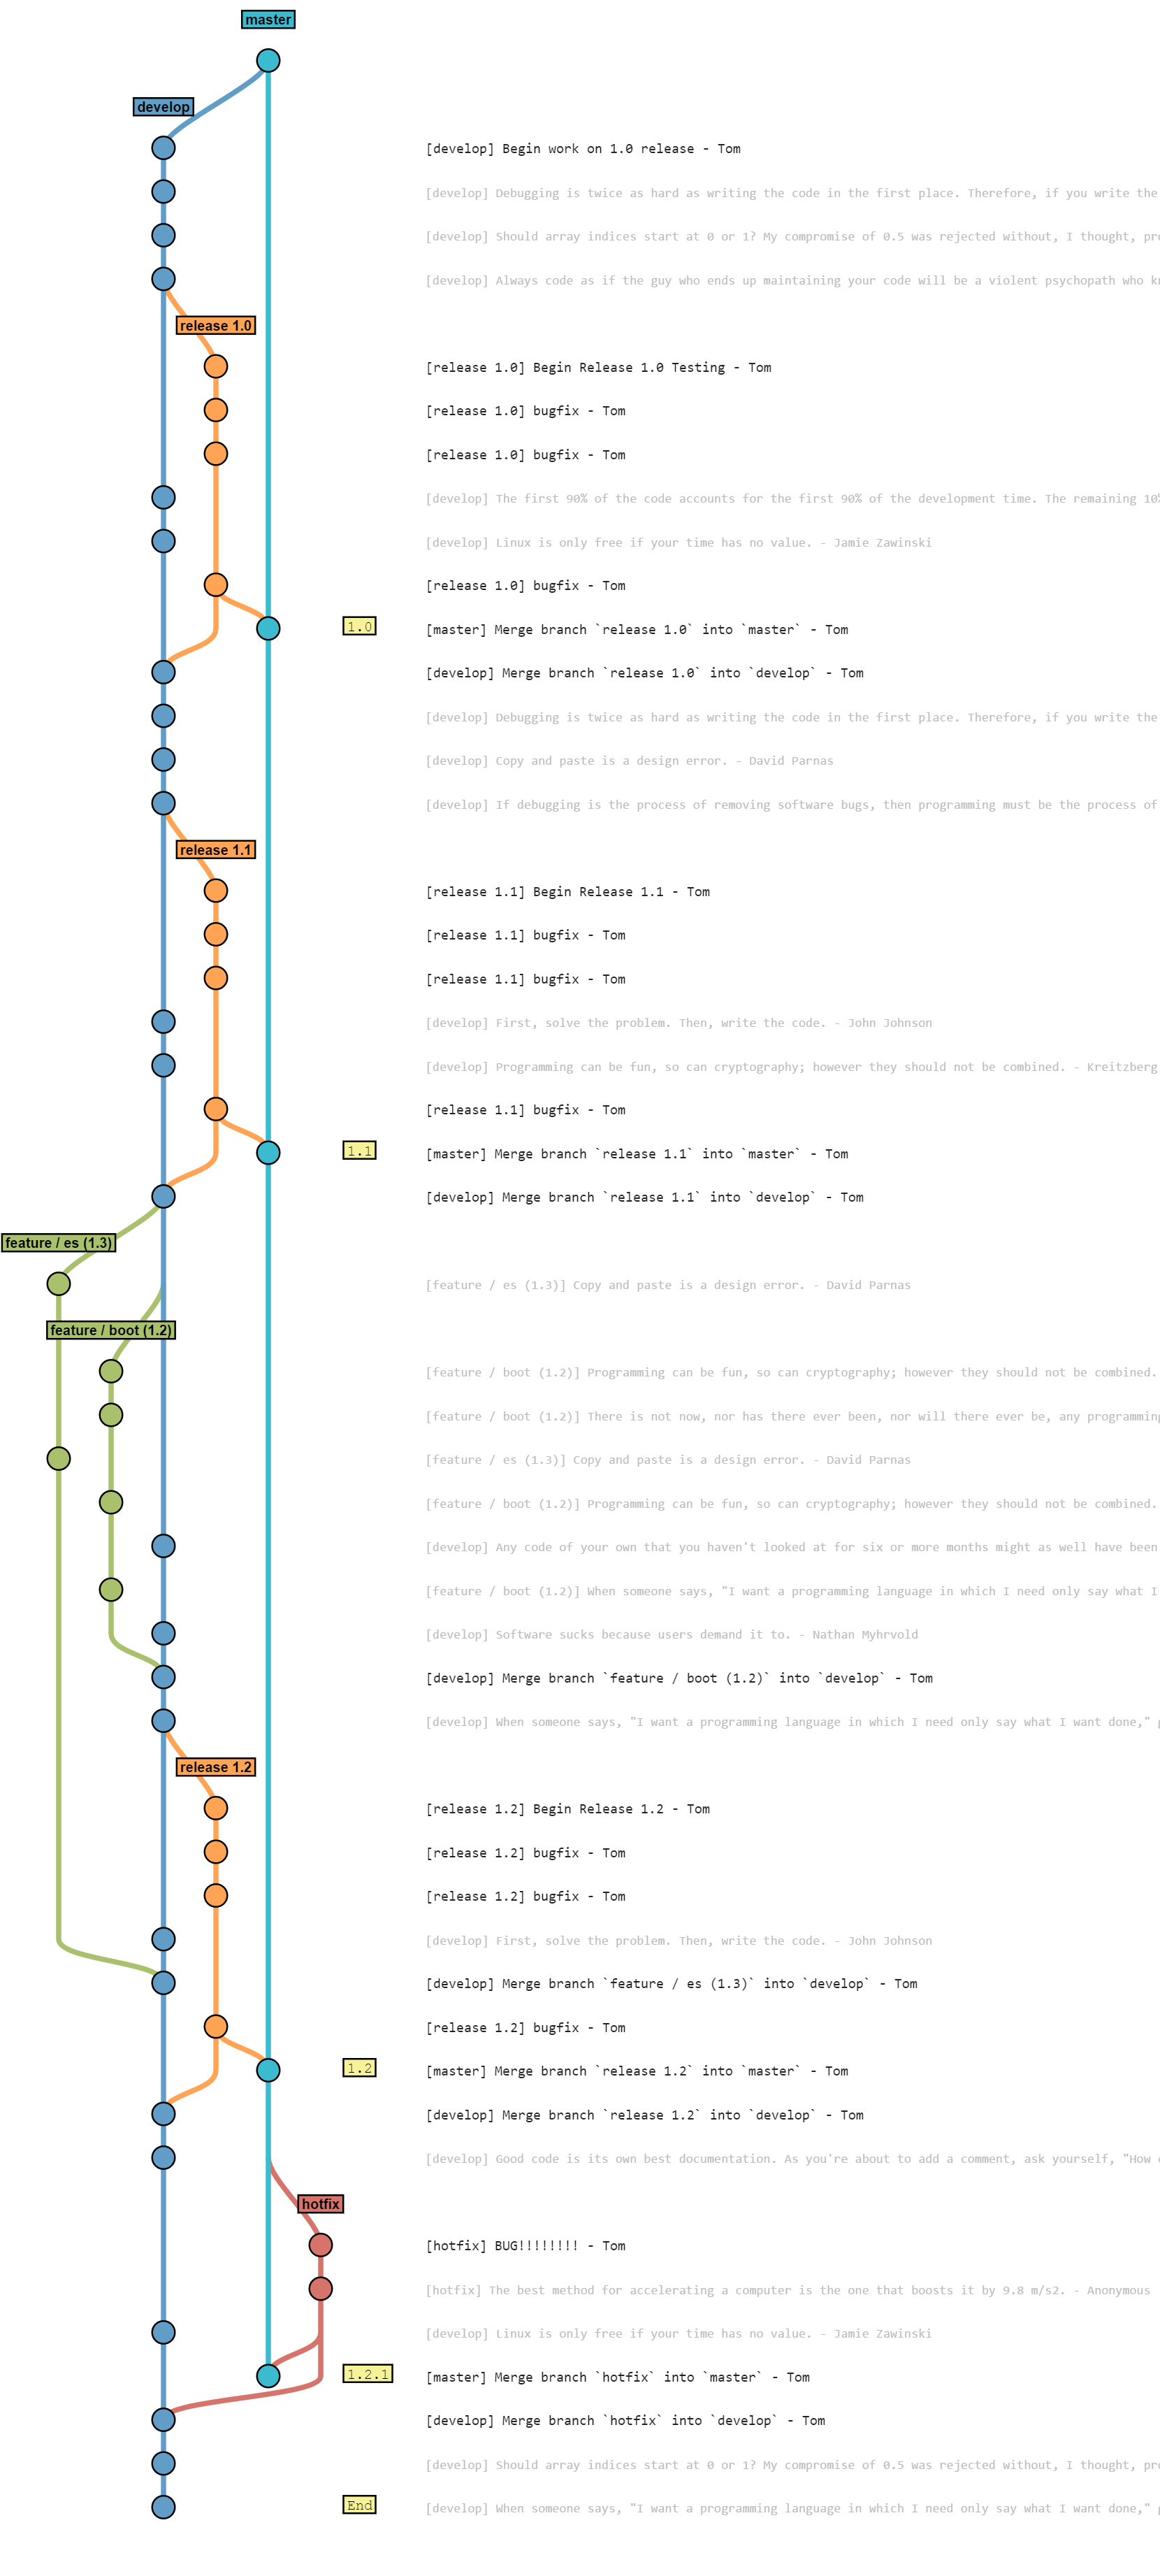 master
develop
[develop] Begin work on 1.0 release - Tom
[develop] Debugging is twice as hard as writing the code in the first place. Therefore, if you write the
[develop] Should array indices start at 0 or 1? My compromise of 0.5 was rejected without, I thought, pro
[develop] Always code as if the guy who ends up maintaining your code will be a violent psychopath who kn
release 1.0
[release 1.0] Begin Release 1.0 Testing - Tom
[release 1.0] bugfix - Tom
[release 1.0] bugfix - Tom
[develop] The first 90% of the code accounts for the first 90% of the development time. The remaining 10%
[develop] Linux is only free if your time has no value. - Jamie Zawinski
[release 1.0] bugfix - Tom
1.0 [master] Merge branch `release 1.0` into `master` - Tom
[develop] Merge branch `release 1.0` into `develop` - Tom
[develop] Debugging is twice as hard as writing the code in the first place. Therefore, if you write the
[develop] Copy and paste is a design error. - David Parnas
[develop] If debugging is the process of removing software bugs, then programming must be the process of
release 1.1
[release 1.1] Begin Release 1.1 - Tom
[release 1.1] bugfix - Tom
[release 1.1] bugfix - Tom
[develop] First, solve the problem. Then, write the code. - John Johnson
[develop] Programming can be fun, so can cryptography; however they should not be combined. - Kreitzberg
[release 1.1] bugfix - Tom
1.1 [master] Merge branch `release 1.1` into `master` - Tom
[develop] Merge branch `release 1.1` into `develop` - Tom
feature / es (1.3)
[feature / es (1.3)] Copy and paste is a design error. - David Parnas
feature / boot (1.2)
[feature / boot (1.2)] Programming can be fun, so can cryptography; however they should not be combined.
[feature / boot (1.2)] There is not now, nor has there ever been, nor will there ever be, any programming
[feature / es (1.3)] Copy and paste is a design error. - David Parnas
[feature / boot (1.2)] Programming can be fun, so can cryptography; however they should not be combined.
[develop] Any code of your own that you haven't looked at for six or more months might as well have been
[feature / boot (1.2)] When someone says, "I want a programming language in which I need only say what I
[develop] Software sucks because users demand it to. - Nathan Myhrvold
[develop] Merge branch `feature / boot (1.2)` into `develop` - Tom
[develop] When someone says, "I want a programming language in which I need only say what I want done," 
release 1.2
[release 1.2] Begin Release 1.2 - Tom
[release 1.2] bugfix - Tom
[release 1.2] bugfix - Tom
[develop] First, solve the problem. Then, write the code. - John Johnson
[develop] Merge branch `feature / es (1.3)` into `develop` - Tom
[release 1.2] bugfix - Tom
1.2 [master] Merge branch `release 1.2` into `master` - Tom
[develop] Merge branch `release 1.2` into `develop` - Tom
[develop] Good code is its own best documentation. As you're about to add a comment, ask yourself, "How
hotfix
[hotfix] BUG!!!!!!!! - Tom
[hotfix] The best method for accelerating a computer is the one that boosts it by 9.8 m/s2. - Anonymous
[develop] Linux is only free if your time has no value. - Jamie Zawinski
1.2.1 [master] Merge branch `hotfix` into `master` - Tom
[develop] Merge branch `hotfix` into `develop` - Tom
[develop] Should array indices start at 0 or 1? My compromise of 0.5 was rejected without, I thought, pro
End [develop] When someone says, "I want a programming language in which I need only say what I want done,"